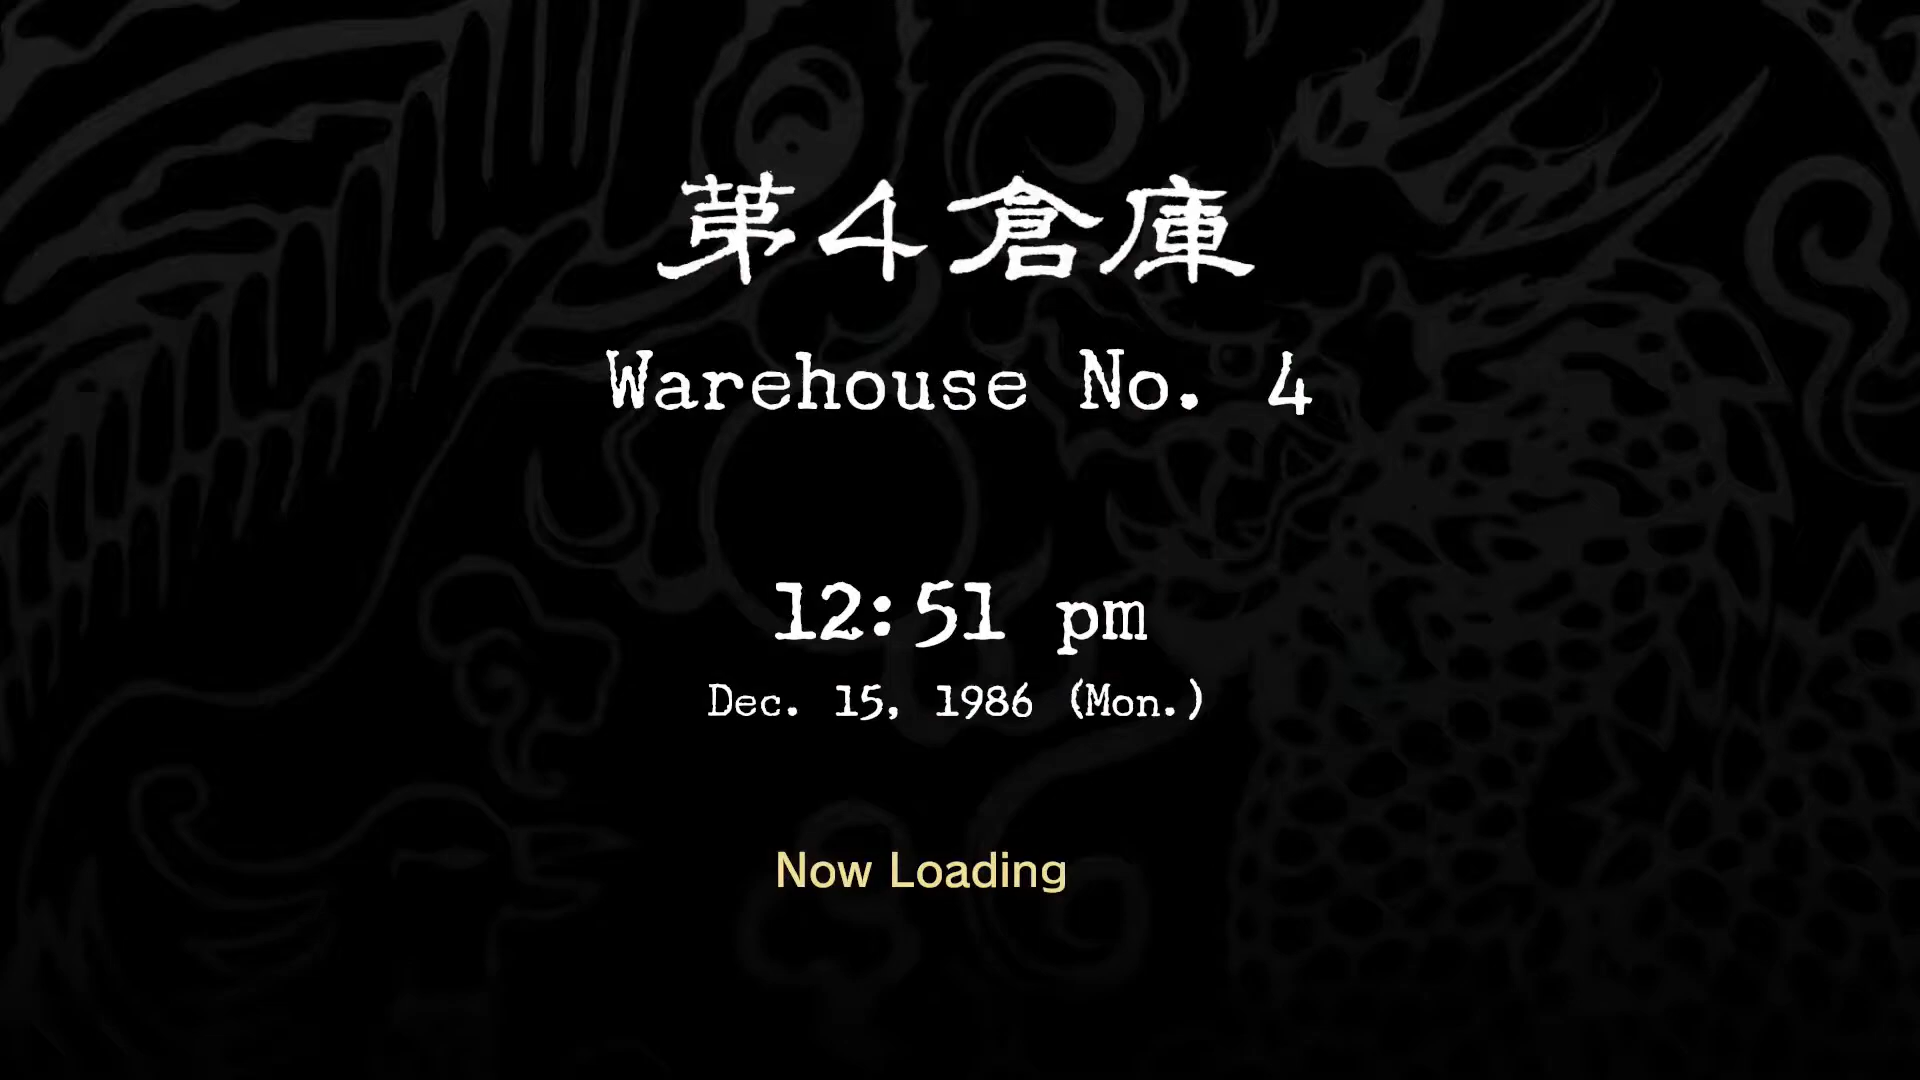 第4倉庫
Warehouse No. 4
12:51 pm
Dec. 15, 1986 (Mon.)
Now Loading